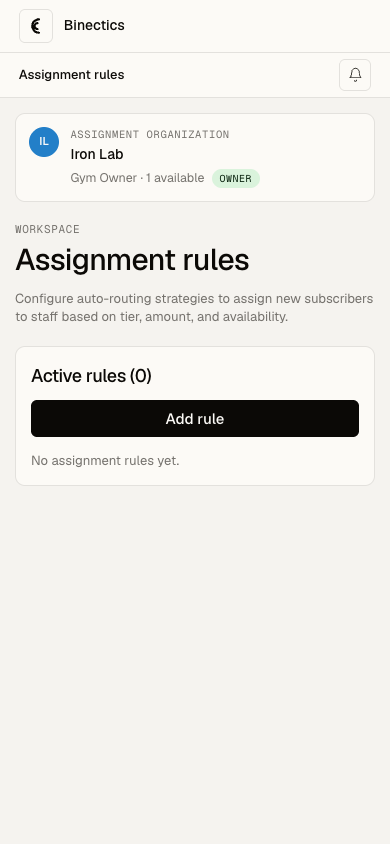 Binectics
Assignment rules
IL
ASSIGNMENT ORGANIZATION
Iron Lab
Gym Owner · 1 available OWNER
WORKSPACE
Assignment rules
Configure auto-routing strategies to assign new subscribers
to staff based on tier, amount, and availability.
Active rules (0)
Add rule
No assignment rules yet.